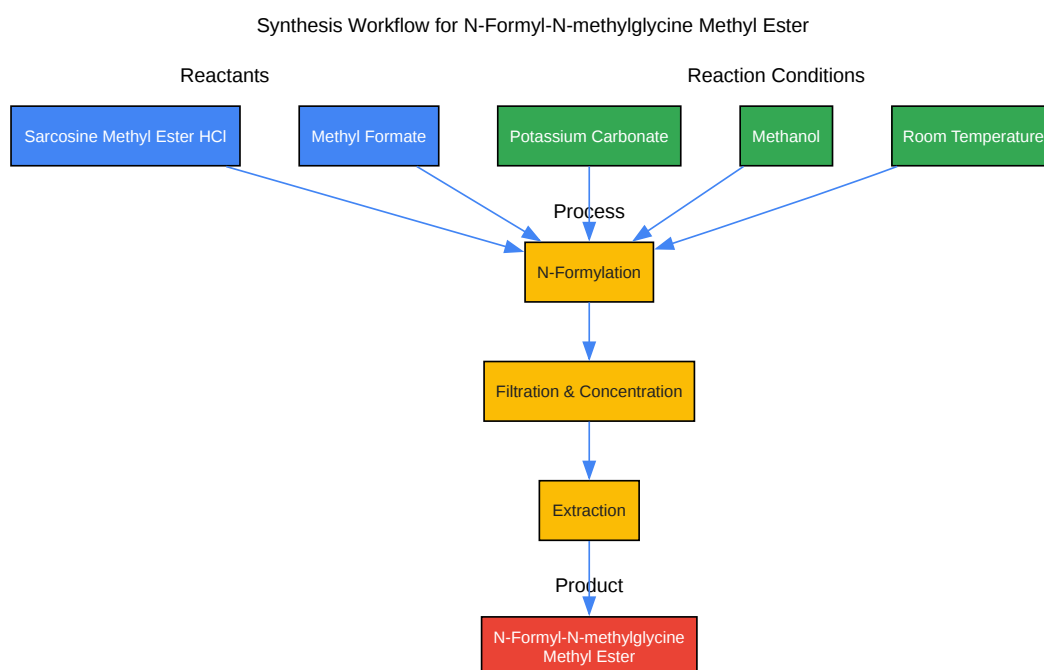 Synthesis Workflow for N-Formyl-N-methylglycine Methyl Ester
Reactants
Reaction Conditions
Sarcosine Methyl Ester HCl
Methyl Formate
Potassium Carbonate
Methanol
Room Temperature
Process
N-Formylation
Filtration & Concentration
Extraction
Product
N-Formyl-N-methylglycine
Methyl Ester